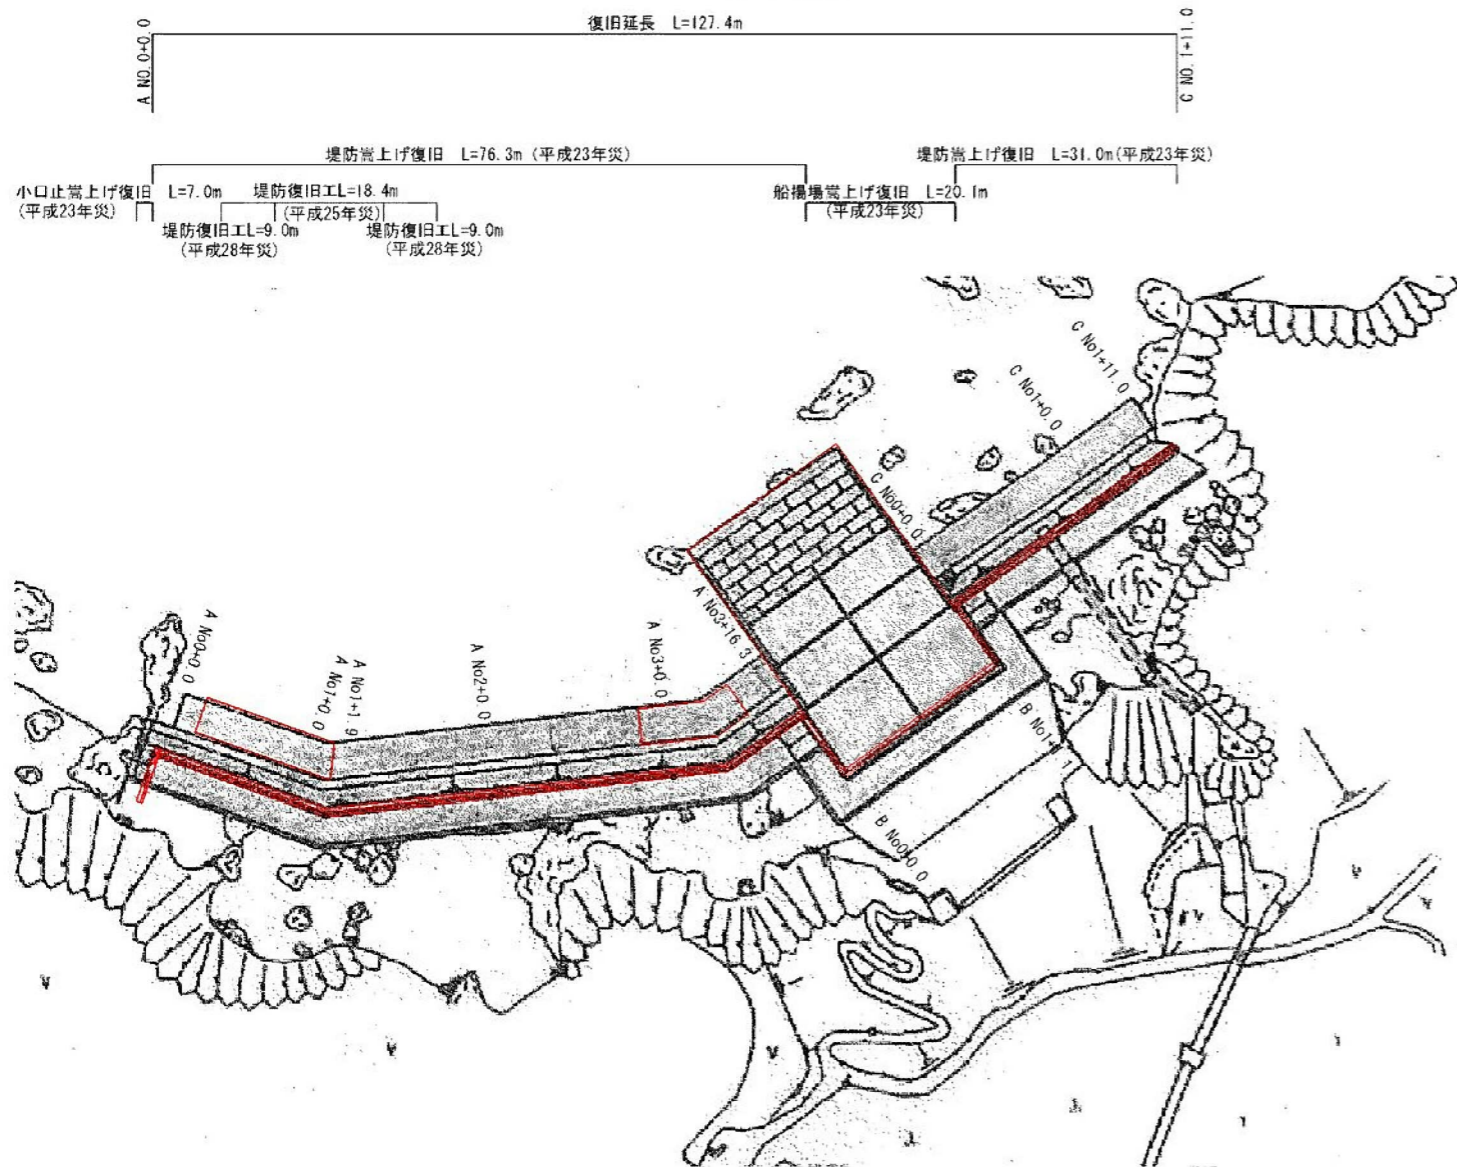 復旧延長 L=127.4m
A NO.0+0.0
C NO.1+11.0
堤防嵩上げ復旧 L=76.3m (平成23年災)
堤防嵩上げ復旧 L=31.0m(平成23年災)
小口止嵩上げ復旧 L=7.0m
(平成23年災)
堤防復旧工L=18.4m
(平成25年災)
船揚場嵩上げ復旧 L=20.1m
(平成23年災)
堤防復旧工L=9.0m
(平成28年災)
堤防復旧工L=9.0m
(平成28年災)
C No1+11.0
C No1+0.0
C No0+0.0
A No3+16.3
A No3+0.0
A No2+0.0
A No1+1.9
A No1+0.0
A No0+0.0
B No0+0.0